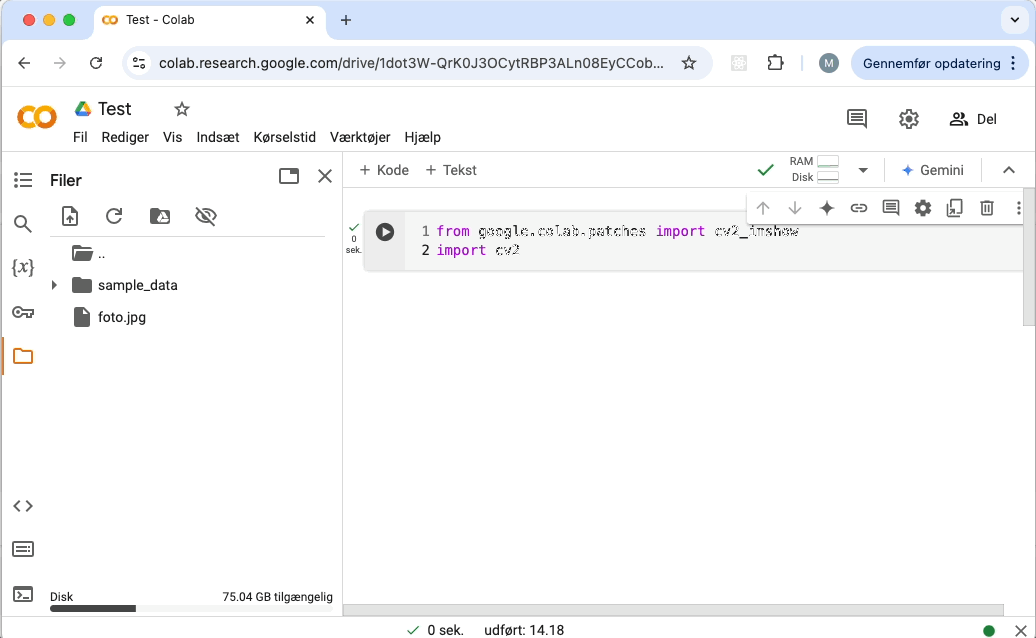 Test - Colab
colab.research.google.com/drive/1dot3W-QrK0J3OCytRBP3ALn08EyCCob...
M
Gennemfør opdatering
Test
Fil Rediger Vis Indsæt Kørselstid Værktøjer Hjælp
Del
Filer
+ Kode + Tekst
RAM
Disk
Gemini
..
sample_data
foto.jpg
{x}
0
sek.
1 from google.colab.patches import cv2_imshow
2 import cv2
Disk 75.04 GB tilgængelig
0 sek. udført: 14.18